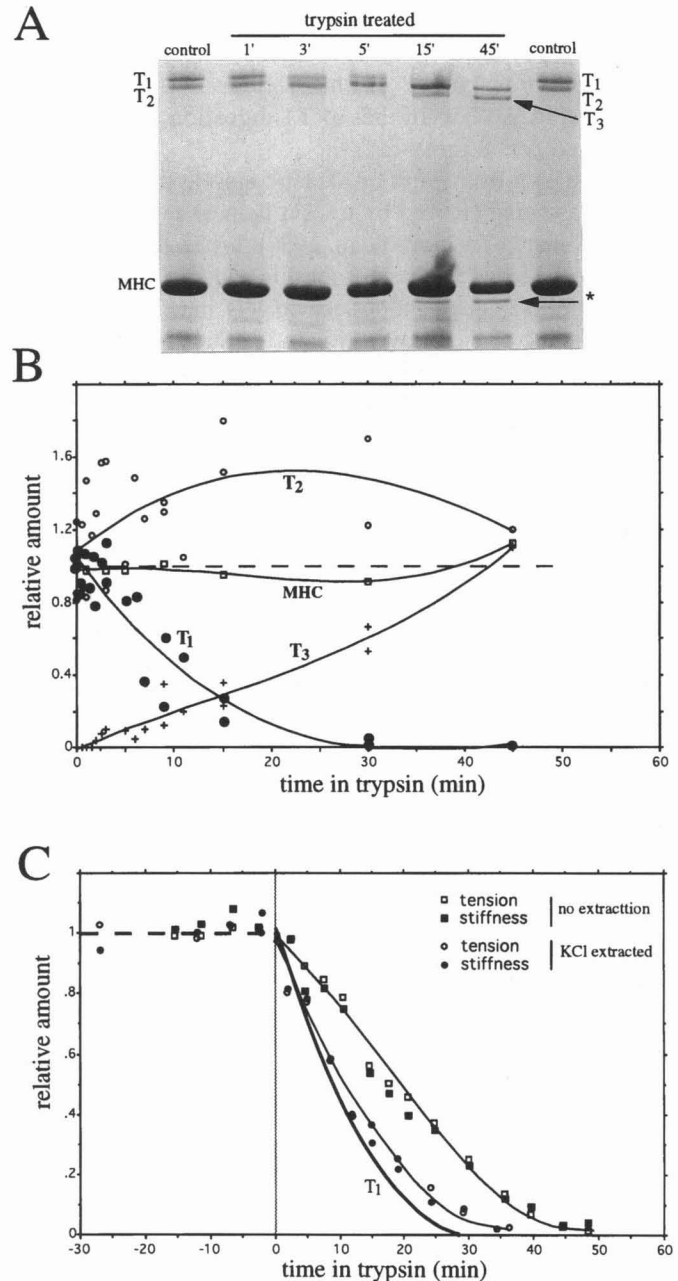 A
trypsin treated
control 1' 3' 5' 15' 45' control
T1 T1
T2 T2
T3
MHC
*
B
relative amount
1.6
1.2
0.8
0.4
0
T2
MHC
T1
T3
0 10 20 30 40 50 60
time in trypsin (min)
C
relative amount
1
.8
.6
.4
.2
0
tension
stiffness
no extracttion
tension
stiffness
KCl extracted
T1
-30 -20 -10 0 10 20 30 40 50 60
time in trypsin (min)